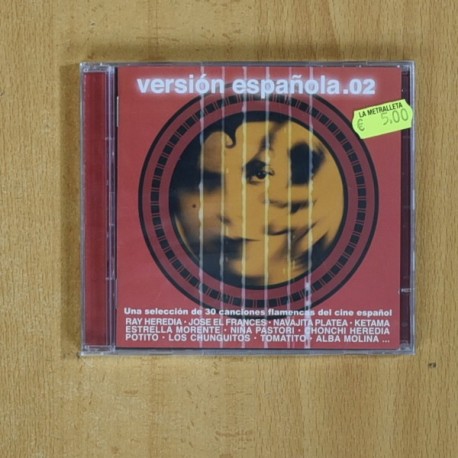 versión española.02
LA METRALLETA
€ 5,00
Una selección de 30 canciones flamencas del cine español
RAY HEREDIA · JOSE EL FRANCES · NAVAJITA PLATEA · KETAMA
ESTRELLA MORENTE · NIÑA PASTORI · CHONCHI HEREDIA
POTITO · LOS CHUNGUITOS · TOMATITO · ALBA MOLINA ...